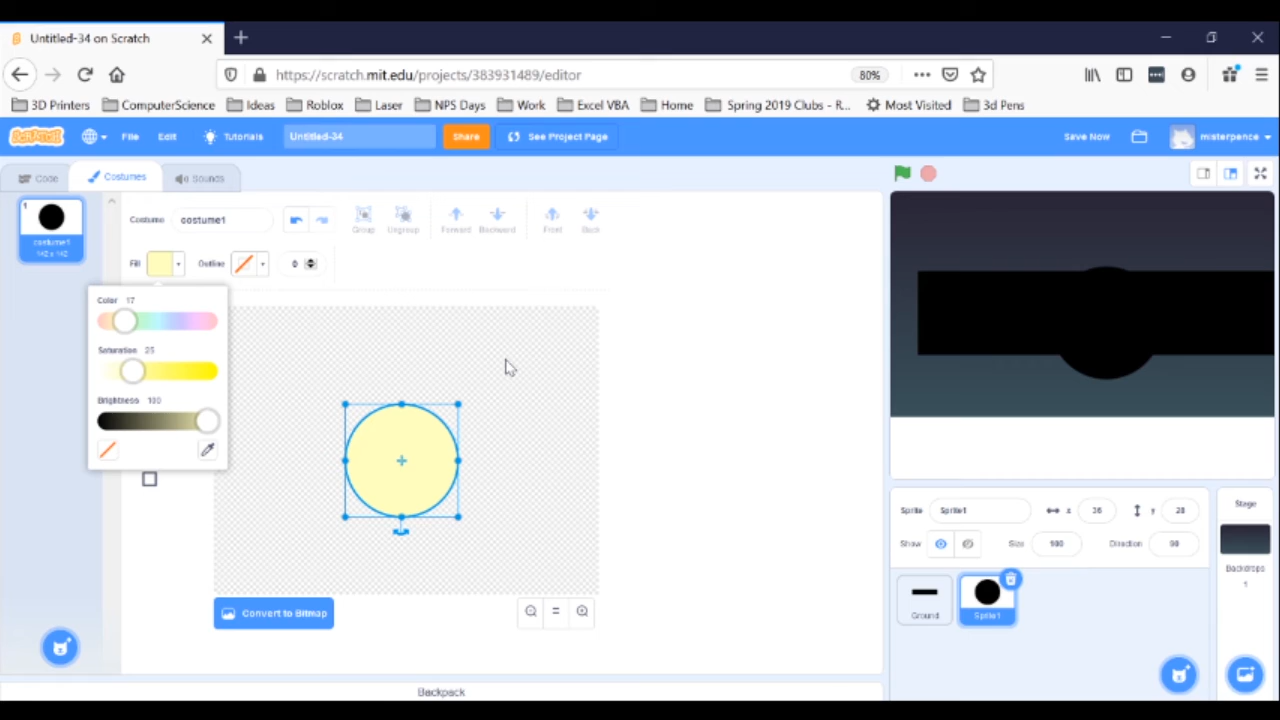 Untitled-34 on Scratch
https://scratch.mit.edu/projects/383931489/editor
80%
3D Printers ComputerScience Ideas Roblox Laser NPS Days Work Excel VBA Home Spring 2019 Clubs - R... Most Visited 3d Pens
SCRATCH File Edit Tutorials Untitled-34 Share See Project Page Save Now misterpence
Code Costumes Sounds
1
costume1
142 x 142
Costume costume1 Group Ungroup Forward Backward Front Back
Fill Outline 0
Color 17
Saturation 25
Brightness 100
Convert to Bitmap
Sprite Sprite1 x 36 y 28
Show Size 100 Direction 90
Ground
Sprite1
Stage
Backdrops
1
Backpack